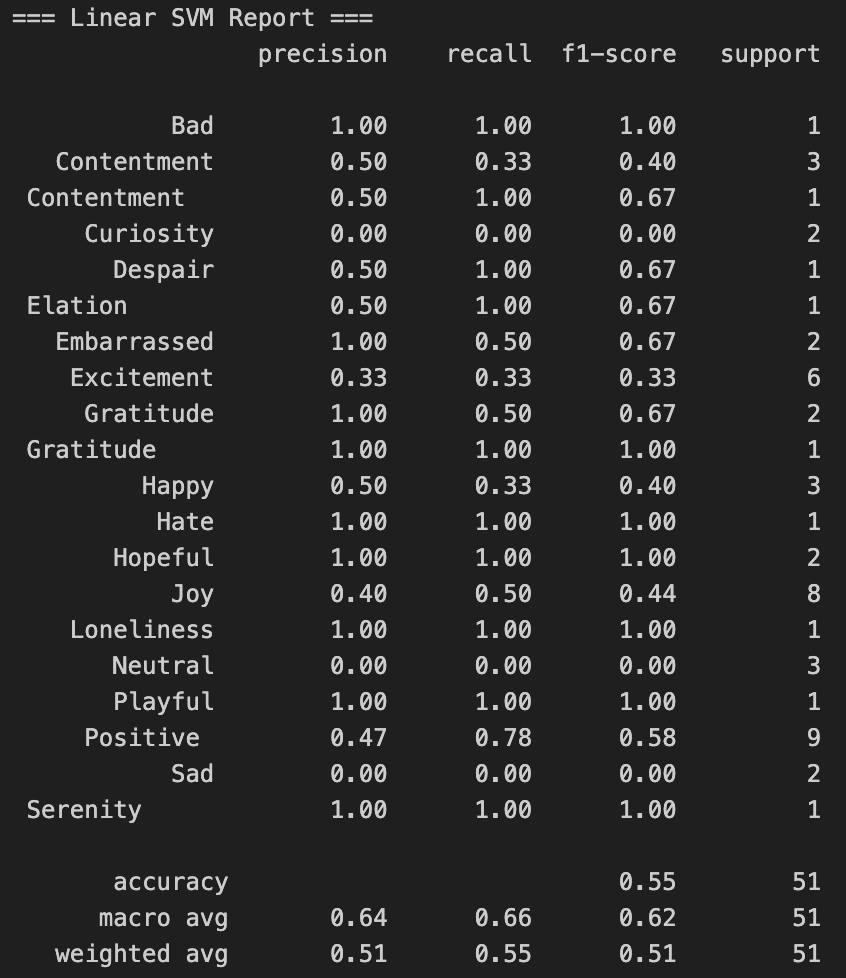 === Linear SVM Report ===
precision recall f1-score support
Bad 1.00 1.00 1.00 1
Contentment 0.50 0.33 0.40 3
Contentment 0.50 1.00 0.67 1
Curiosity 0.00 0.00 0.00 2
Despair 0.50 1.00 0.67 1
Elation 0.50 1.00 0.67 1
Embarrassed 1.00 0.50 0.67 2
Excitement 0.33 0.33 0.33 6
Gratitude 1.00 0.50 0.67 2
Gratitude 1.00 1.00 1.00 1
Happy 0.50 0.33 0.40 3
Hate 1.00 1.00 1.00 1
Hopeful 1.00 1.00 1.00 2
Joy 0.40 0.50 0.44 8
Loneliness 1.00 1.00 1.00 1
Neutral 0.00 0.00 0.00 3
Playful 1.00 1.00 1.00 1
Positive 0.47 0.78 0.58 9
Sad 0.00 0.00 0.00 2
Serenity 1.00 1.00 1.00 1
accuracy 0.55 51
macro avg 0.64 0.66 0.62 51
weighted avg 0.51 0.55 0.51 51